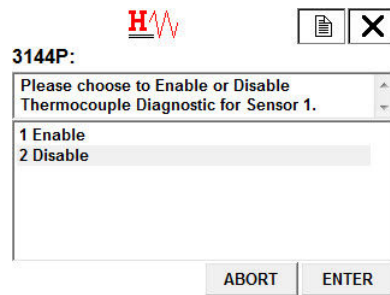 H
3144P:
Please choose to Enable or Disable
Thermocouple Diagnostic for Sensor 1.
1 Enable
2 Disable
ABORT ENTER